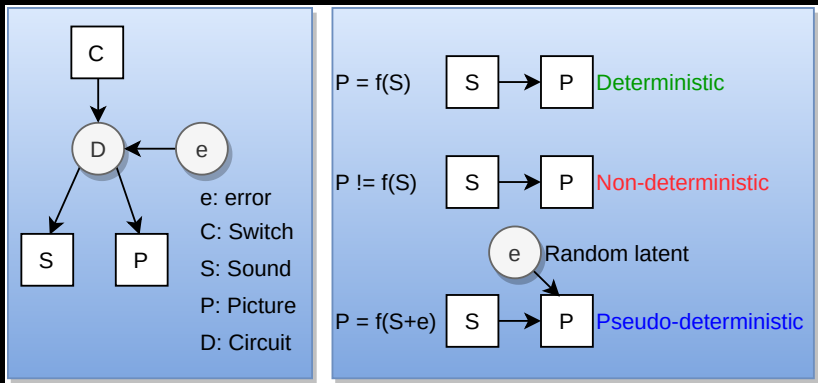 C
D
e
e: error
C: Switch
S
P
S: Sound
P: Picture
D: Circuit
P = f(S)
S
P
Deterministic
P != f(S)
S
P
Non-deterministic
e
Random latent
P = f(S+e)
S
P
Pseudo-deterministic